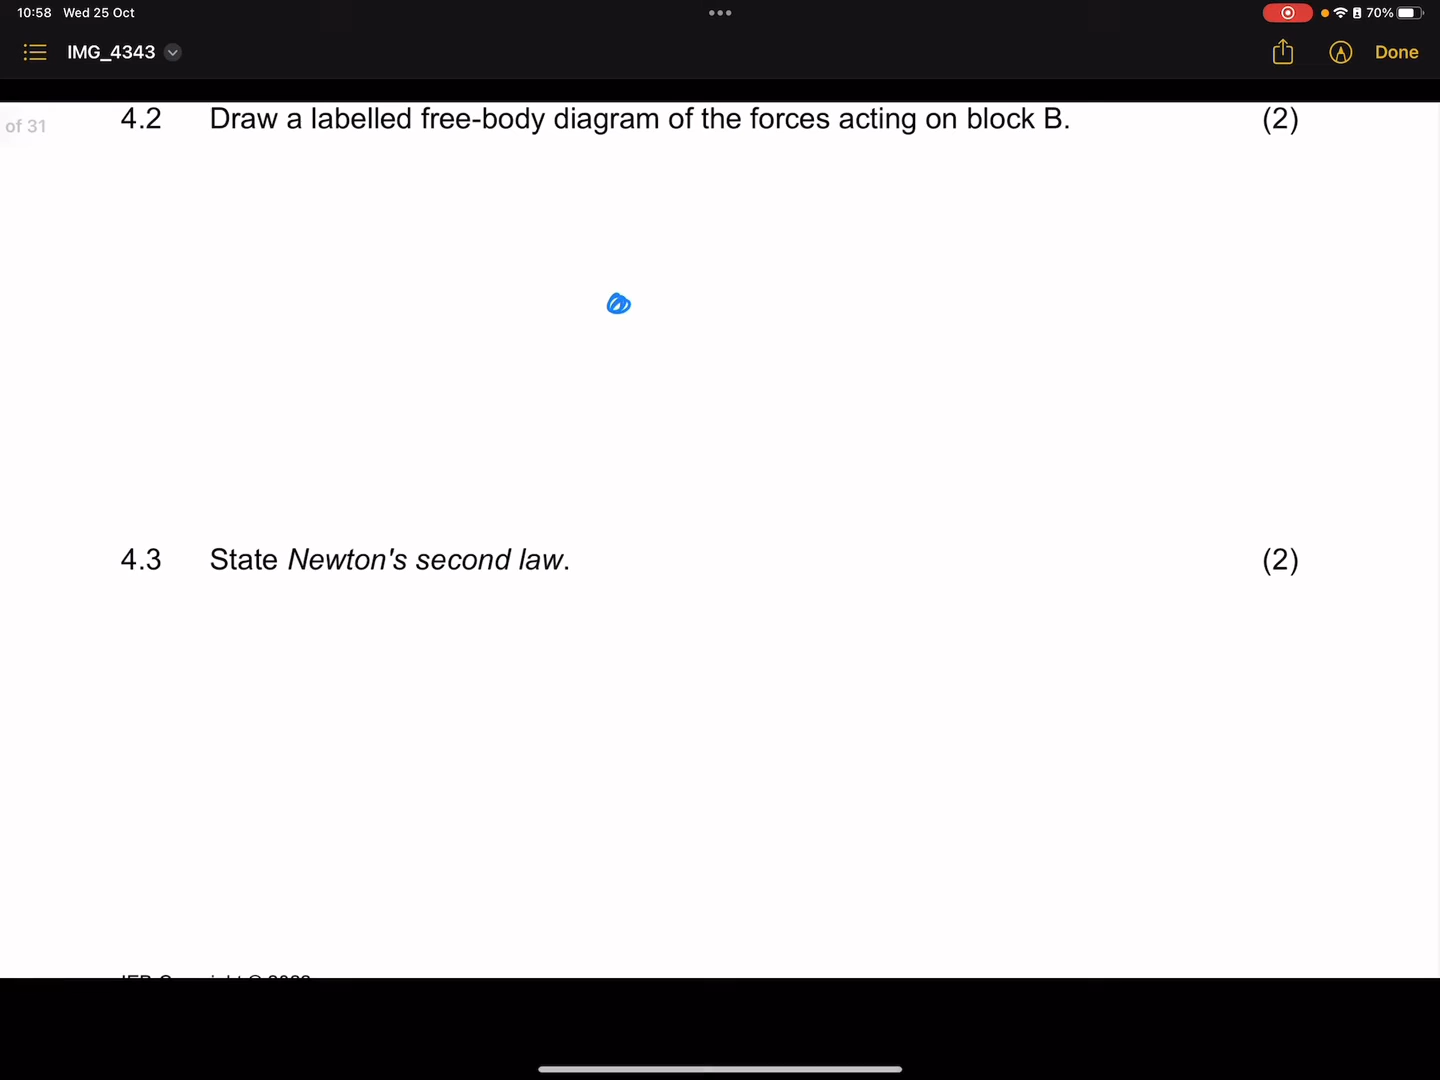 10:58 Wed 25 Oct 70%
IMG_4343 Done
of 31
4.2 Draw a labelled free-body diagram of the forces acting on block B. (2)
4.3 State Newton's second law. (2)